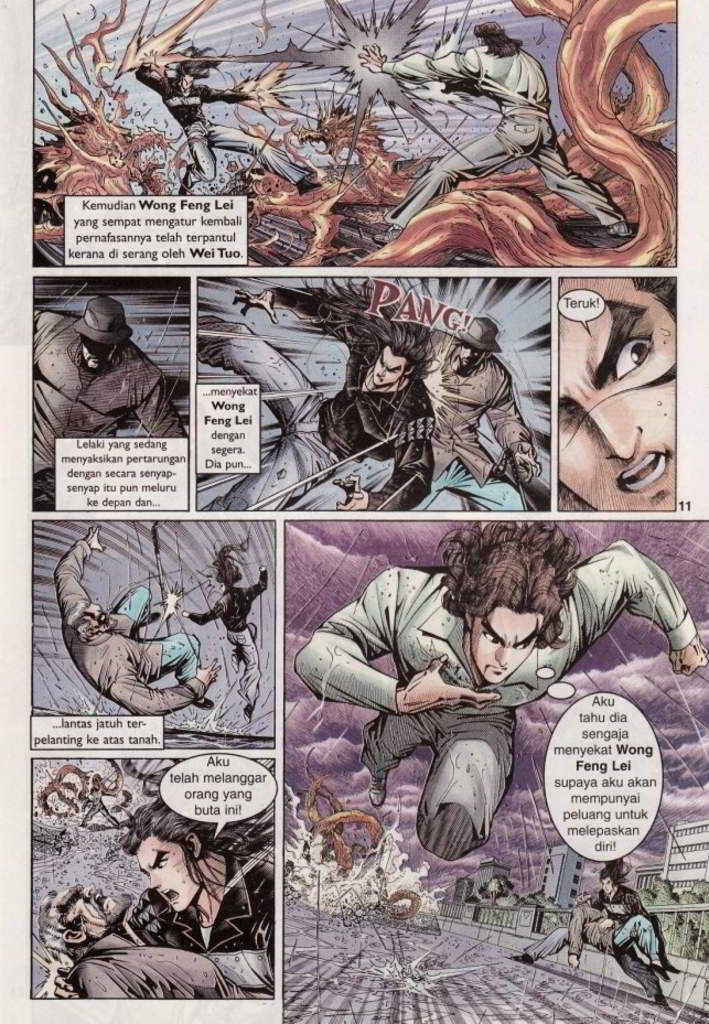 Kemudian Wong Feng Lei
yang sempat mengatur kembali
pernafasannya telah terpantul
kerana di serang oleh Wei Tuo.
Lelaki yang sedang
menyaksikan pertarungan
dengan secara senyap-
senyap itu pun meluru
ke depan dan...
PANG!
...menyekat
Wong
Feng Lei
dengan
segera.
Dia pun...
Teruk!
11
...lantas jatuh ter-
pelanting ke atas tanah.
Aku
telah melanggar
orang yang
buta ini!
Aku
tahu dia
sengaja
menyekat Wong
Feng Lei
supaya aku akan
mempunyai
peluang untuk
melepaskan
diri!